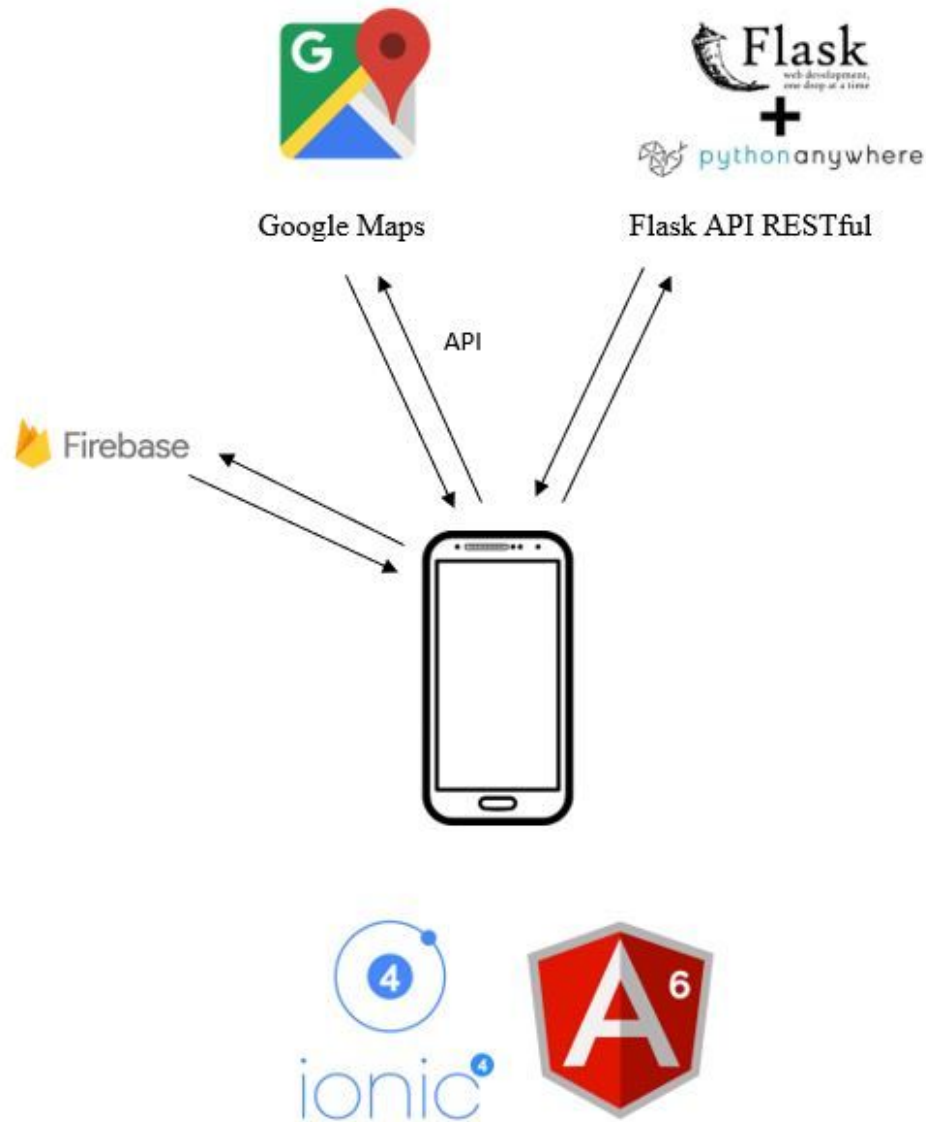 G
Flask
web development,
one drop at a time
+
pythonanywhere
Google Maps
Flask API RESTful
API
Firebase
4
ionic 4
A 6